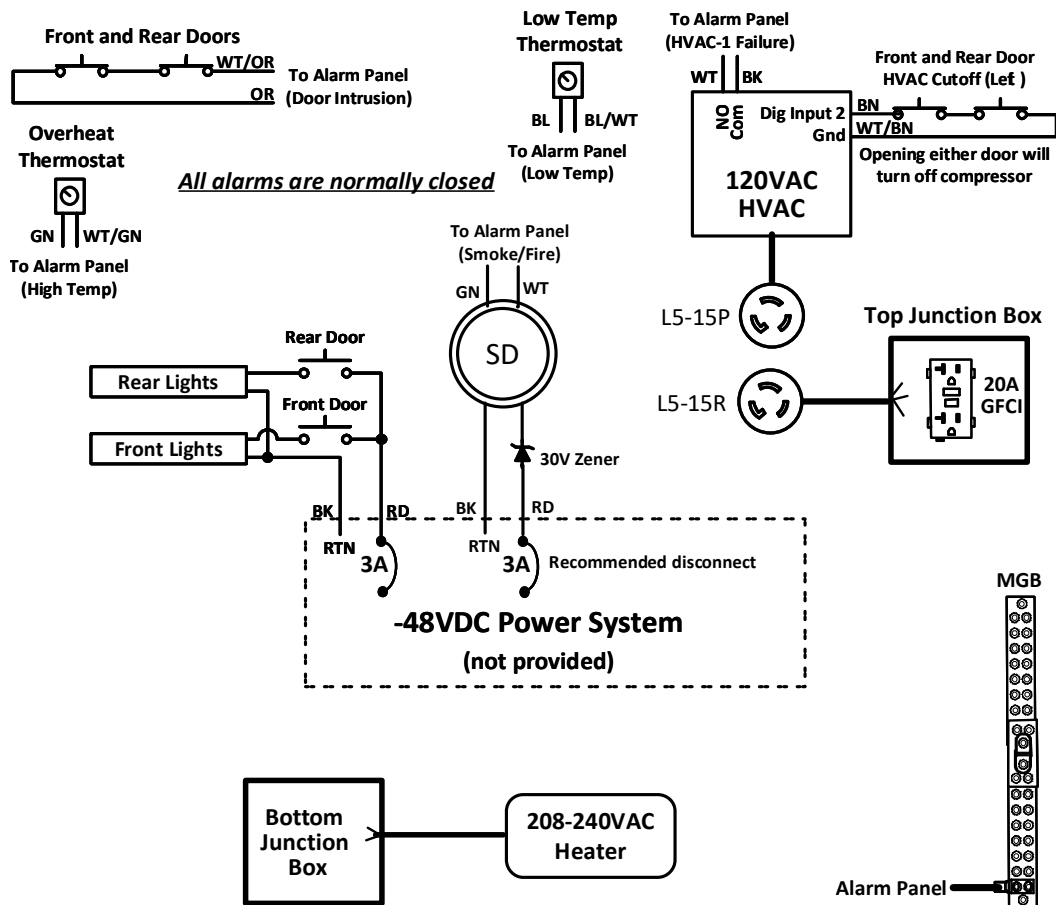 Front and Rear Doors
WT/OR
OR
To Alarm Panel
(Door Intrusion)
Low Temp
Thermostat
BL
BL/WT
To Alarm Panel
(Low Temp)
To Alarm Panel
(HVAC-1 Failure)
WT
BK
NO
Com
Dig Input 2
Gnd
120VAC
HVAC
Front and Rear Door
HVAC Cutoff (Left )
BN
WT/BN
Opening either door will
turn off compressor
Overheat
Thermostat
GN
WT/GN
To Alarm Panel
(High Temp)
All alarms are normally closed
To Alarm Panel
(Smoke/Fire)
GN
WT
SD
L5-15P
L5-15R
Top Junction Box
20A
GFCI
Rear Door
Rear Lights
Front Door
Front Lights
30V Zener
BK
RD
BK
RD
RTN
3A
RTN
3A
Recommended disconnect
-48VDC Power System
(not provided)
MGB
Bottom
Junction
Box
208-240VAC
Heater
Alarm Panel